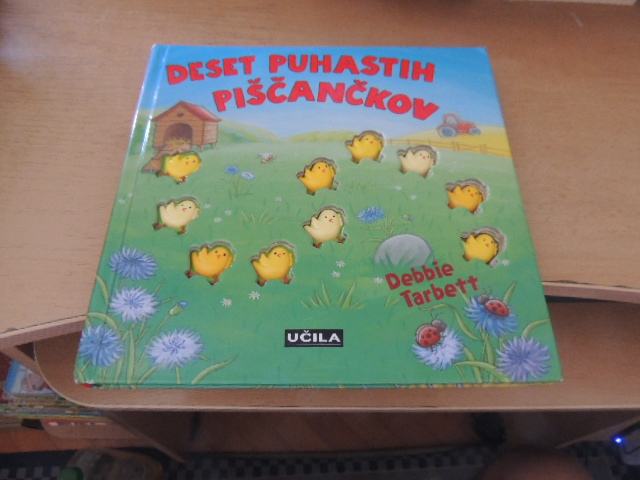 DESET PUHASTIH
PIŠČANČKOV
Debbie
Tarbett
UČILA